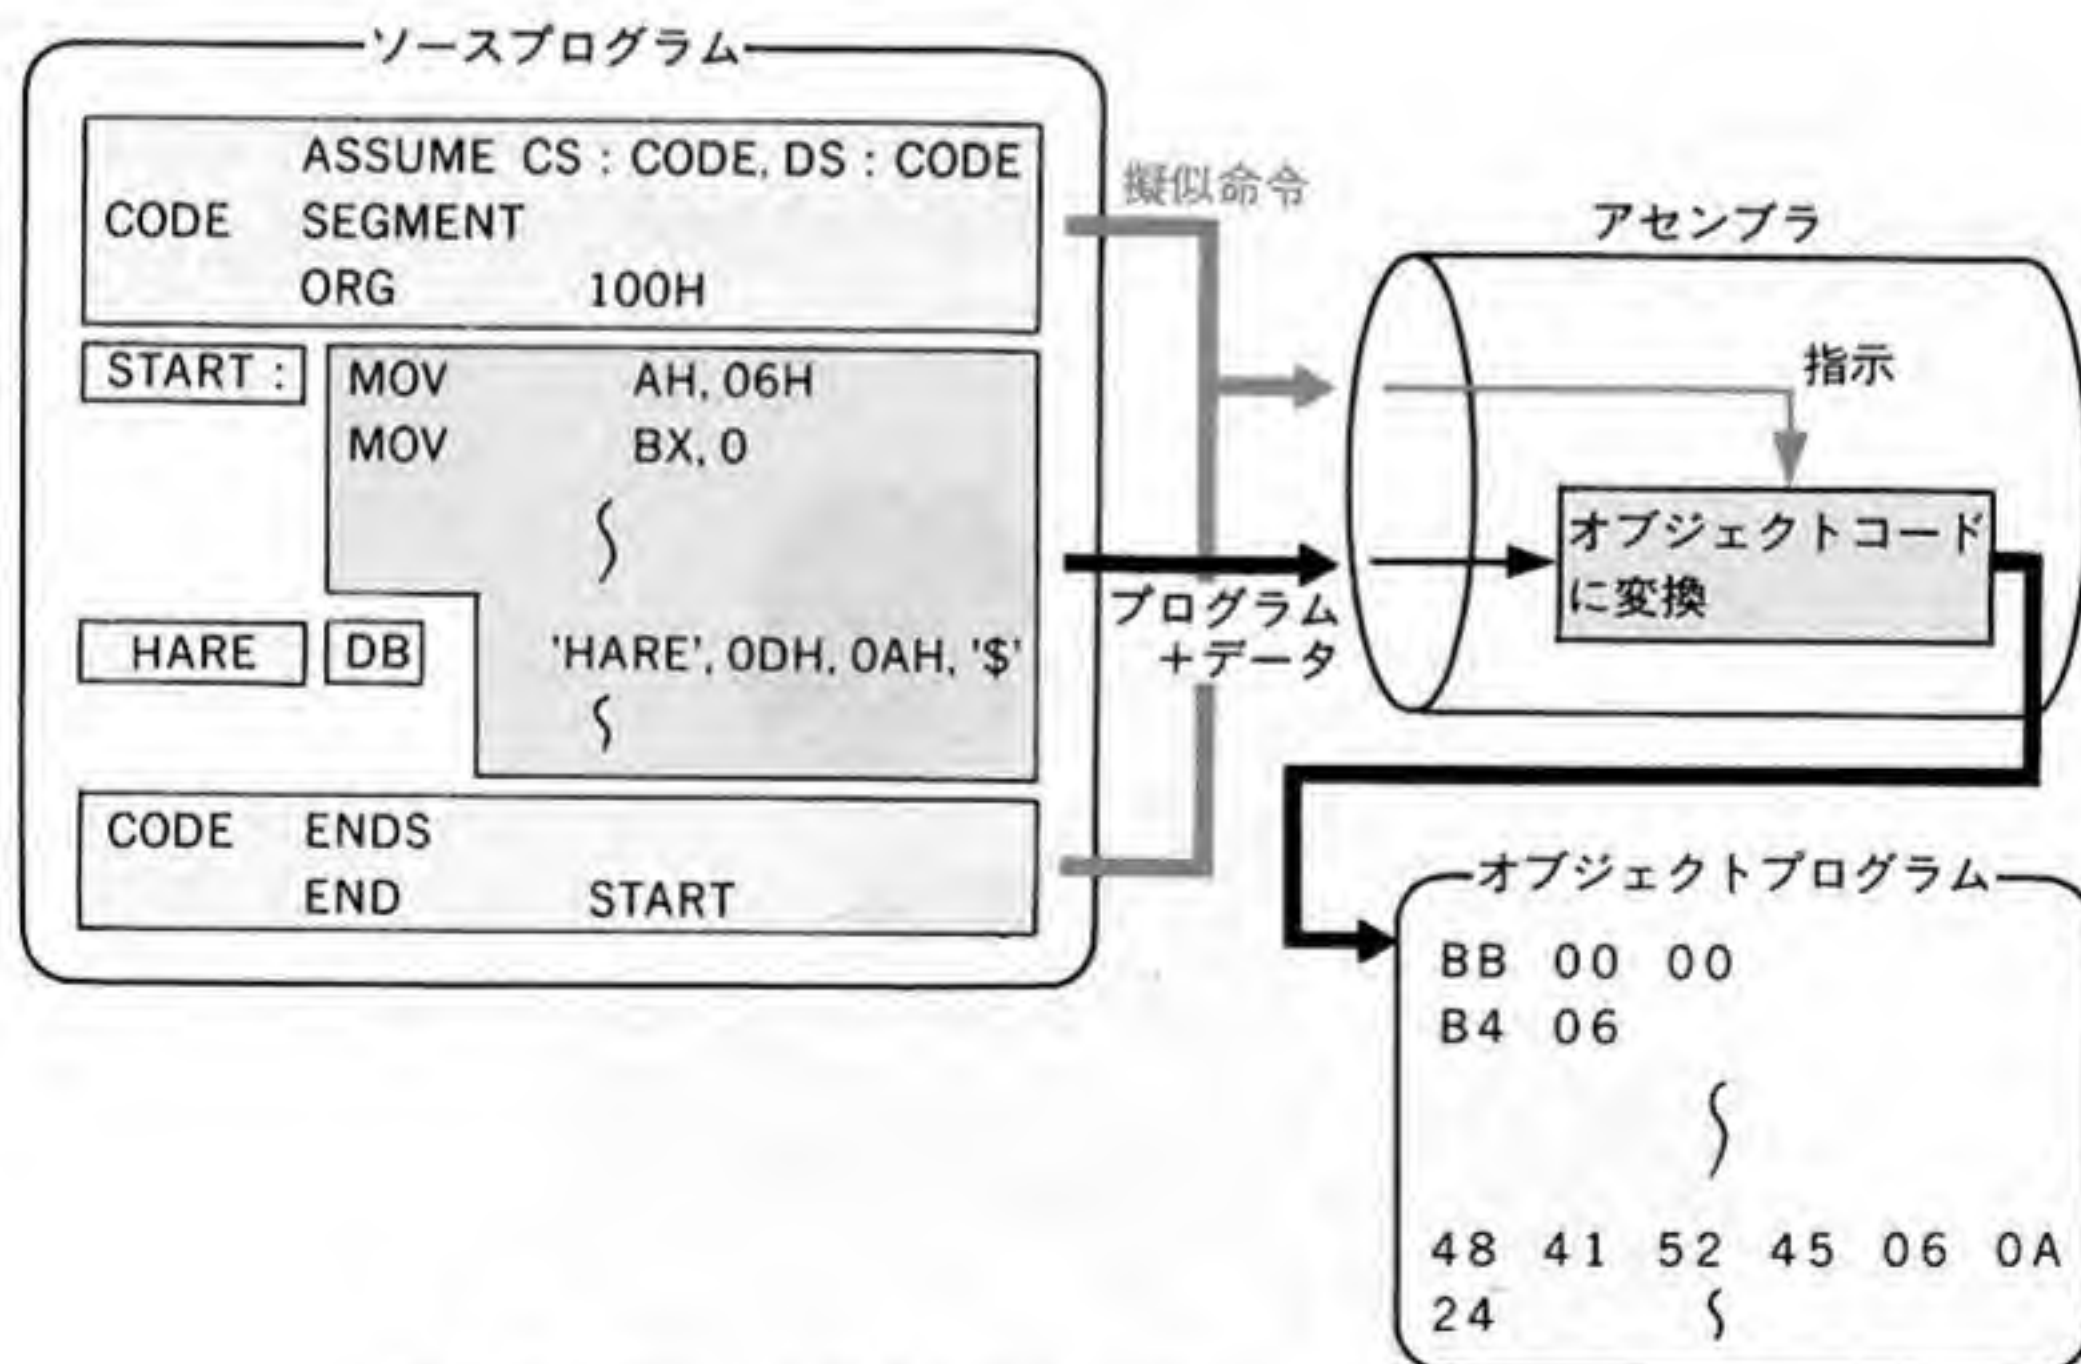 ソースプログラム
ASSUME CS : CODE, DS : CODE
CODE SEGMENT
ORG 100H
START : MOV AH, 06H
MOV BX, 0
HARE DB 'HARE', 0DH, 0AH, '$'
CODE ENDS
END START
擬似命令
プログラム
+データ
アセンブラ
指示
オブジェクトコード
に変換
オブジェクトプログラム
BB 00 00
B4 06
48 41 52 45 06 0A
24